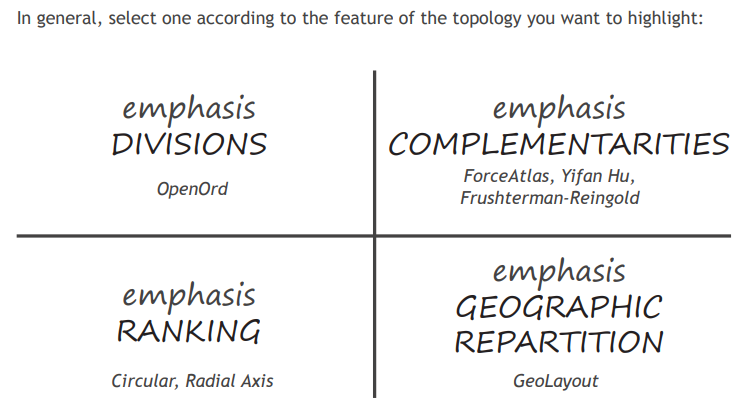 In general, select one according to the feature of the topology you want to highlight:
emphasis
DIVISIONS
OpenOrd
emphasis
COMPLEMENTARITIES
ForceAtlas, Yifan Hu,
Frushterman-Reingold
emphasis
RANKING
Circular, Radial Axis
emphasis
GEOGRAPHIC
REPARTITION
GeoLayout